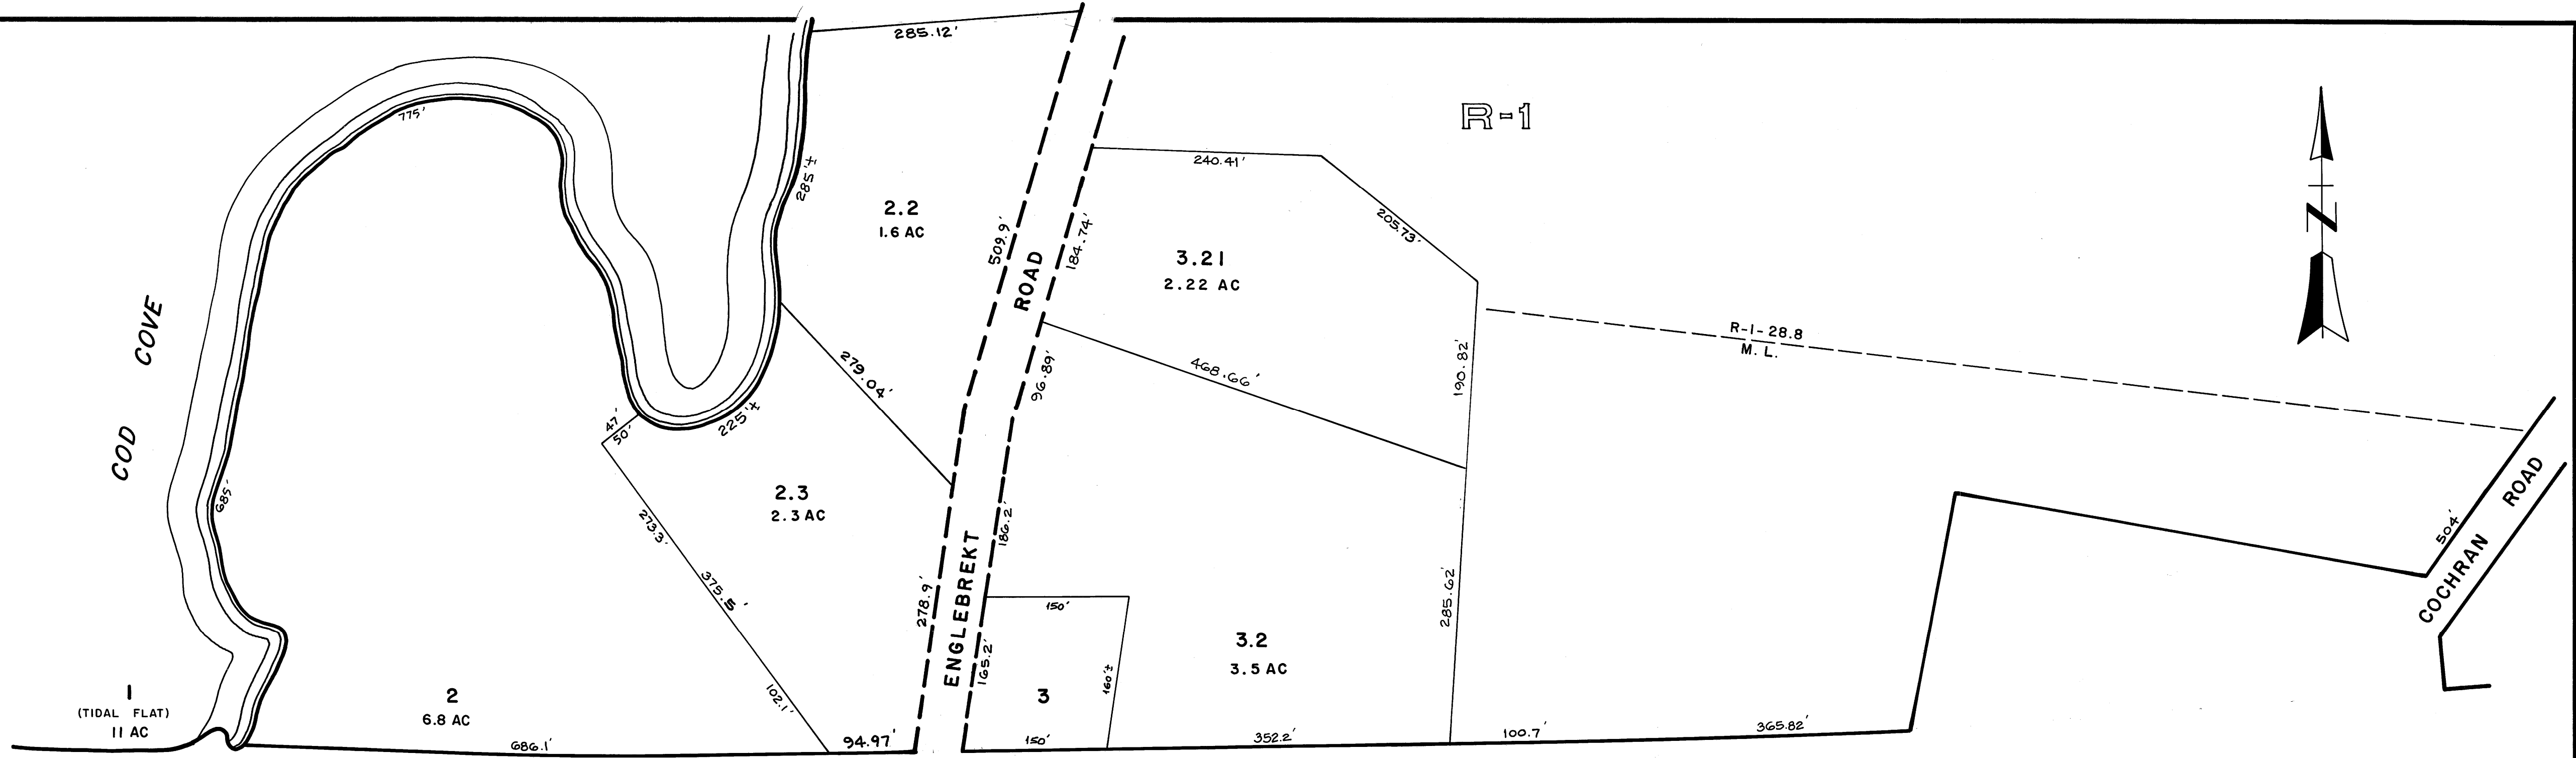 285.12'
R-1
775'
285'±
240.41'
205.73'
2.2
1.6 AC
509.9'
184.74'
ROAD
3.21
2.22 AC
N
COD COVE
R-1-28.8
M. L.
279.04'
96.89'
468.66'
190.82'
47'
50'
225'±
685'
2.3
2.3 AC
273.3'
375.5'
102.1'
278.9'
186.2'
ENGLEBREKT
165.2'
150'
160'±
3
3.2
3.5 AC
285.62'
504'
COCHRAN ROAD
1
(TIDAL FLAT)
11 AC
2
6.8 AC
686.1'
94.97'
150'
352.2'
100.7'
365.82'